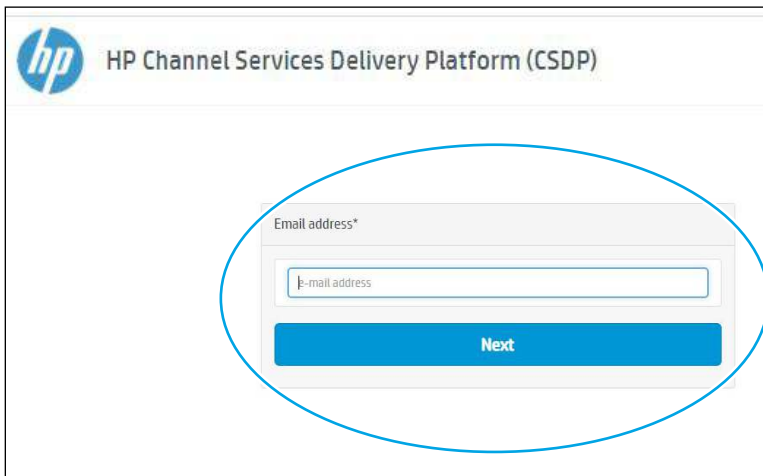 hp
HP Channel Services Delivery Platform (CSDP)
Email address*
e-mail address
Next